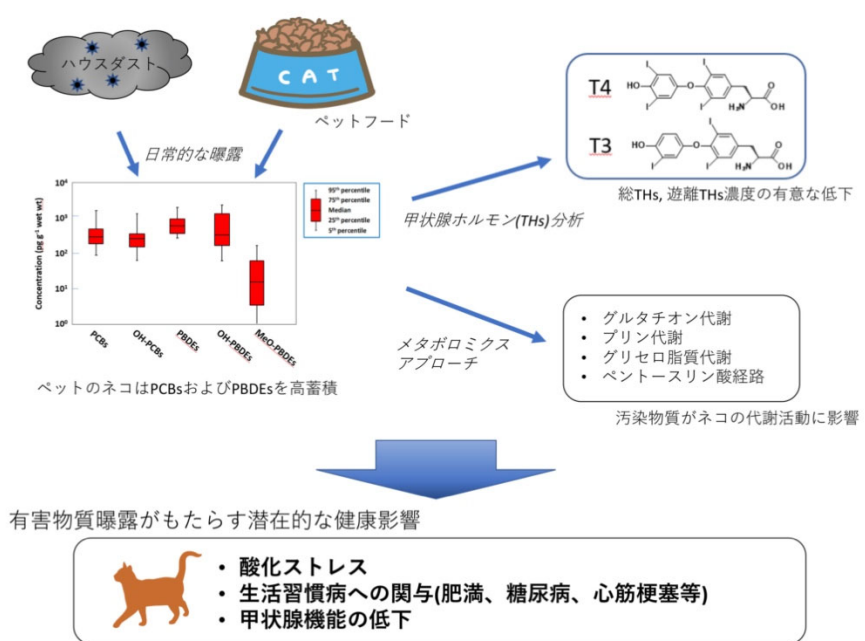 ハウスダスト
CAT
ペットフード
日常的な曝露
T4
HO
I
I
O
I
I
O
OH
H₂N
T3
HO
I
O
I
I
O
OH
H₂N
総THs, 遊離THs濃度の有意な低下
甲状腺ホルモン(THs)分析
Concentration (pg g⁻¹ wet wt)
10⁴
10³
10²
10¹
10⁰
95ᵗʰ percentile
75ᵗʰ percentile
Median
25ᵗʰ percentile
5ᵗʰ percentile
PCBs
OH-PCBs
PBDEs
OH-PBDEs
MeO-PBDEs
ペットのネコはPCBsおよびPBDEsを高蓄積
メタボロミクス
アプローチ
• グルタチオン代謝
• プリン代謝
• グリセロ脂質代謝
• ペントースリン酸経路
汚染物質がネコの代謝活動に影響
有害物質曝露がもたらす潜在的な健康影響
• 酸化ストレス
• 生活習慣病への関与(肥満、糖尿病、心筋梗塞等)
• 甲状腺機能の低下